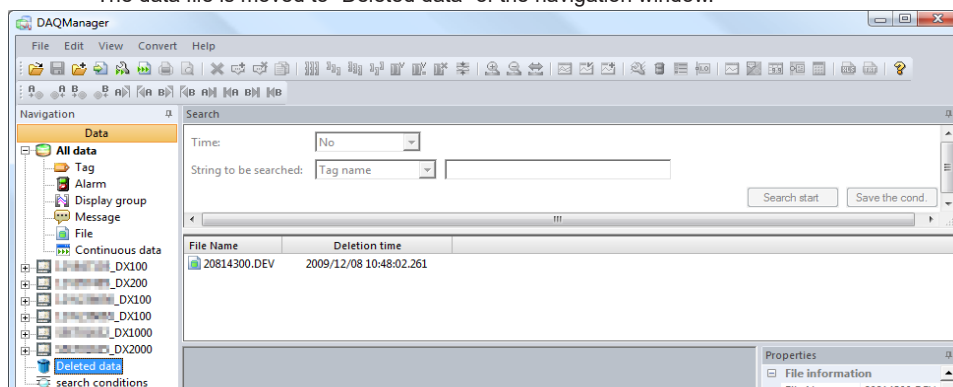 The data file is moved to "Deleted data" of the navigation window.
DAQManager
File Edit View Convert Help
Navigation
Search
Data
All data
Tag
Alarm
Display group
Message
File
Continuous data
_DX100
_DX200
_DX100
_DX100
_DX1000
_DX2000
Deleted data
search conditions
Time: No
String to be searched: Tag name
Search start Save the cond.
File Name Deletion time
20814300.DEV 2009/12/08 10:48:02.261
Properties
File information